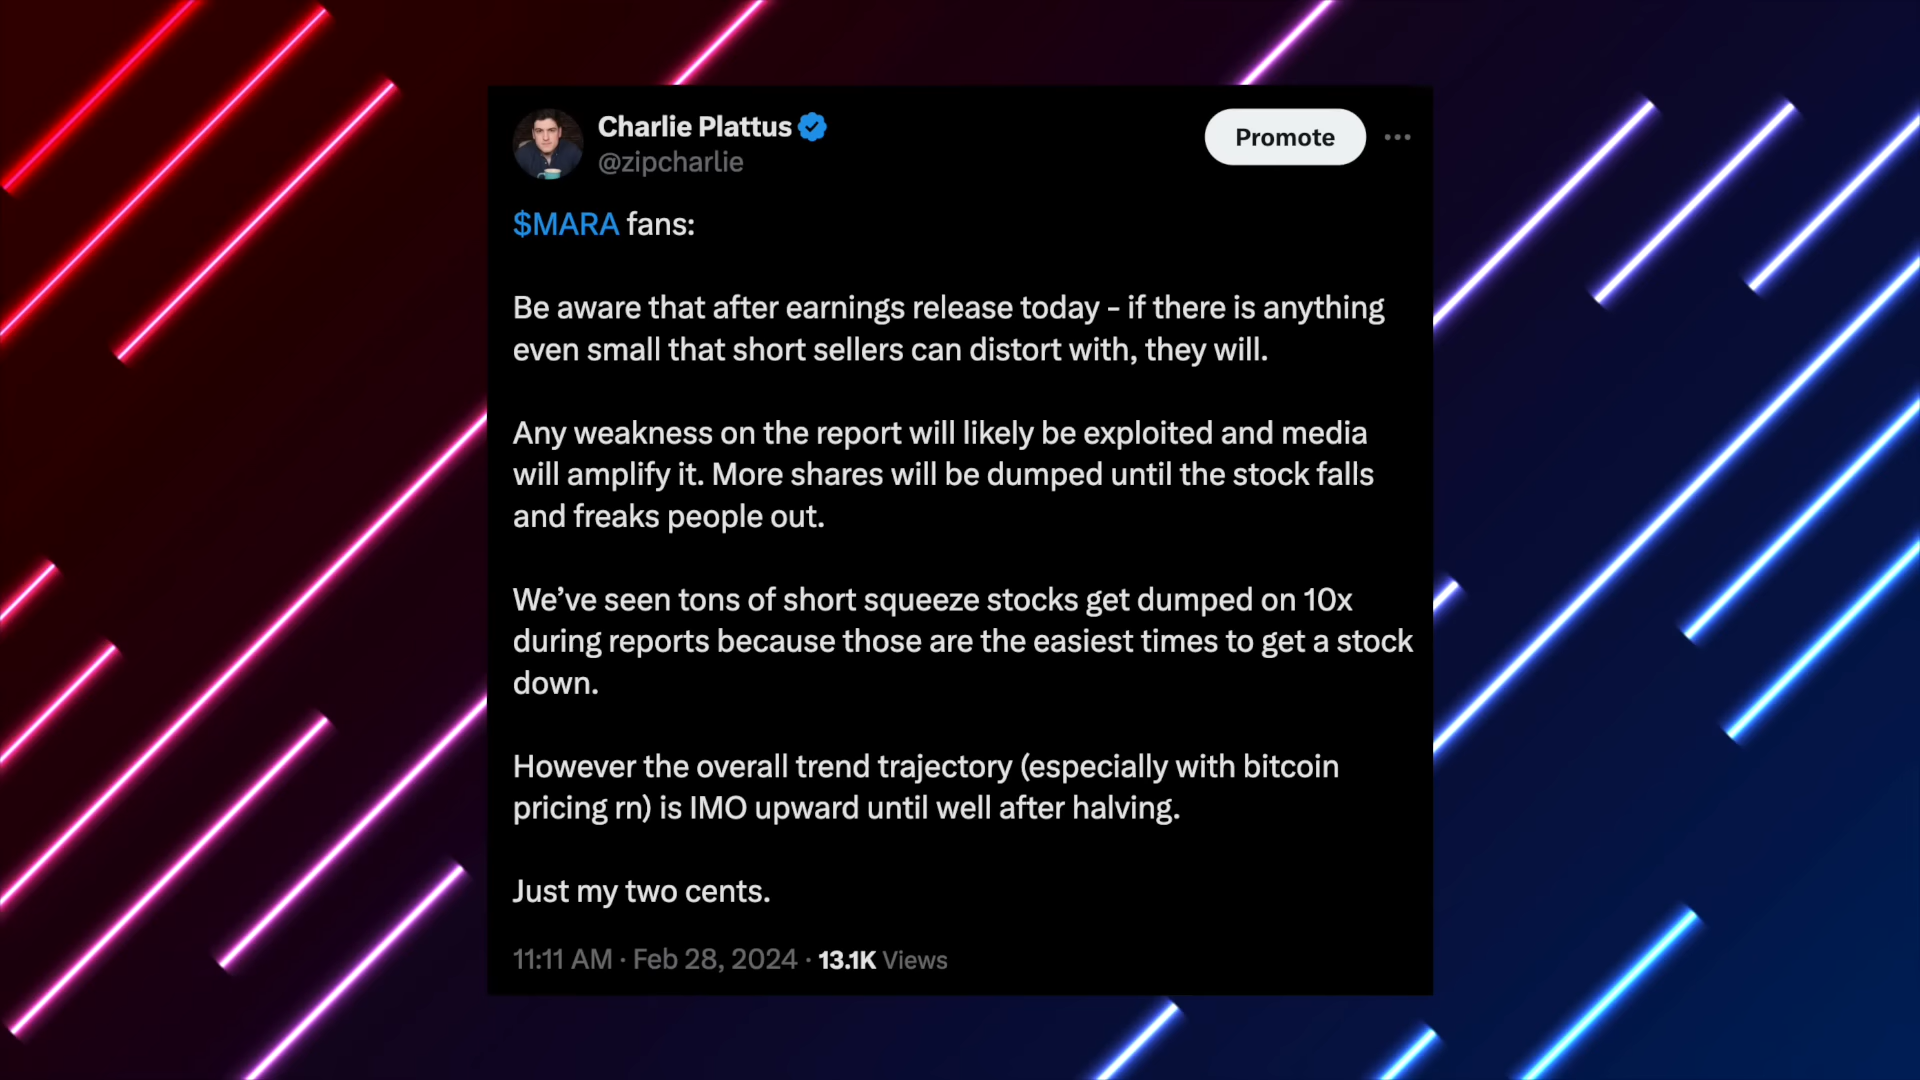 Charlie Plattus
@zipcharlie
Promote
$MARA fans:
Be aware that after earnings release today - if there is anything
even small that short sellers can distort with, they will.
Any weakness on the report will likely be exploited and media
will amplify it. More shares will be dumped until the stock falls
and freaks people out.
We’ve seen tons of short squeeze stocks get dumped on 10x
during reports because those are the easiest times to get a stock
down.
However the overall trend trajectory (especially with bitcoin
pricing rn) is IMO upward until well after halving.
Just my two cents.
11:11 AM · Feb 28, 2024 · 13.1K Views